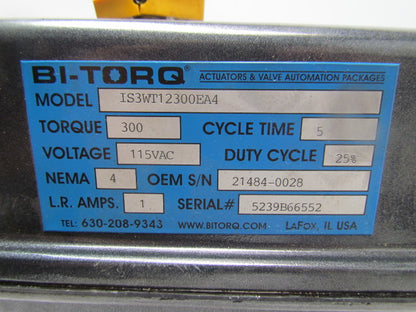 BI-TORQ® ACTUATORS & VALVE AUTOMATION PACKAGES
MODEL IS3WT12300EA4
TORQUE 300 CYCLE TIME 5
VOLTAGE 115VAC DUTY CYCLE 25%
NEMA 4 OEM S/N 21484-0028
L.R. AMPS. 1 SERIAL# 5239B66552
TEL: 630-208-9343 WWW.BITORQ.COM LAFOX, IL USA